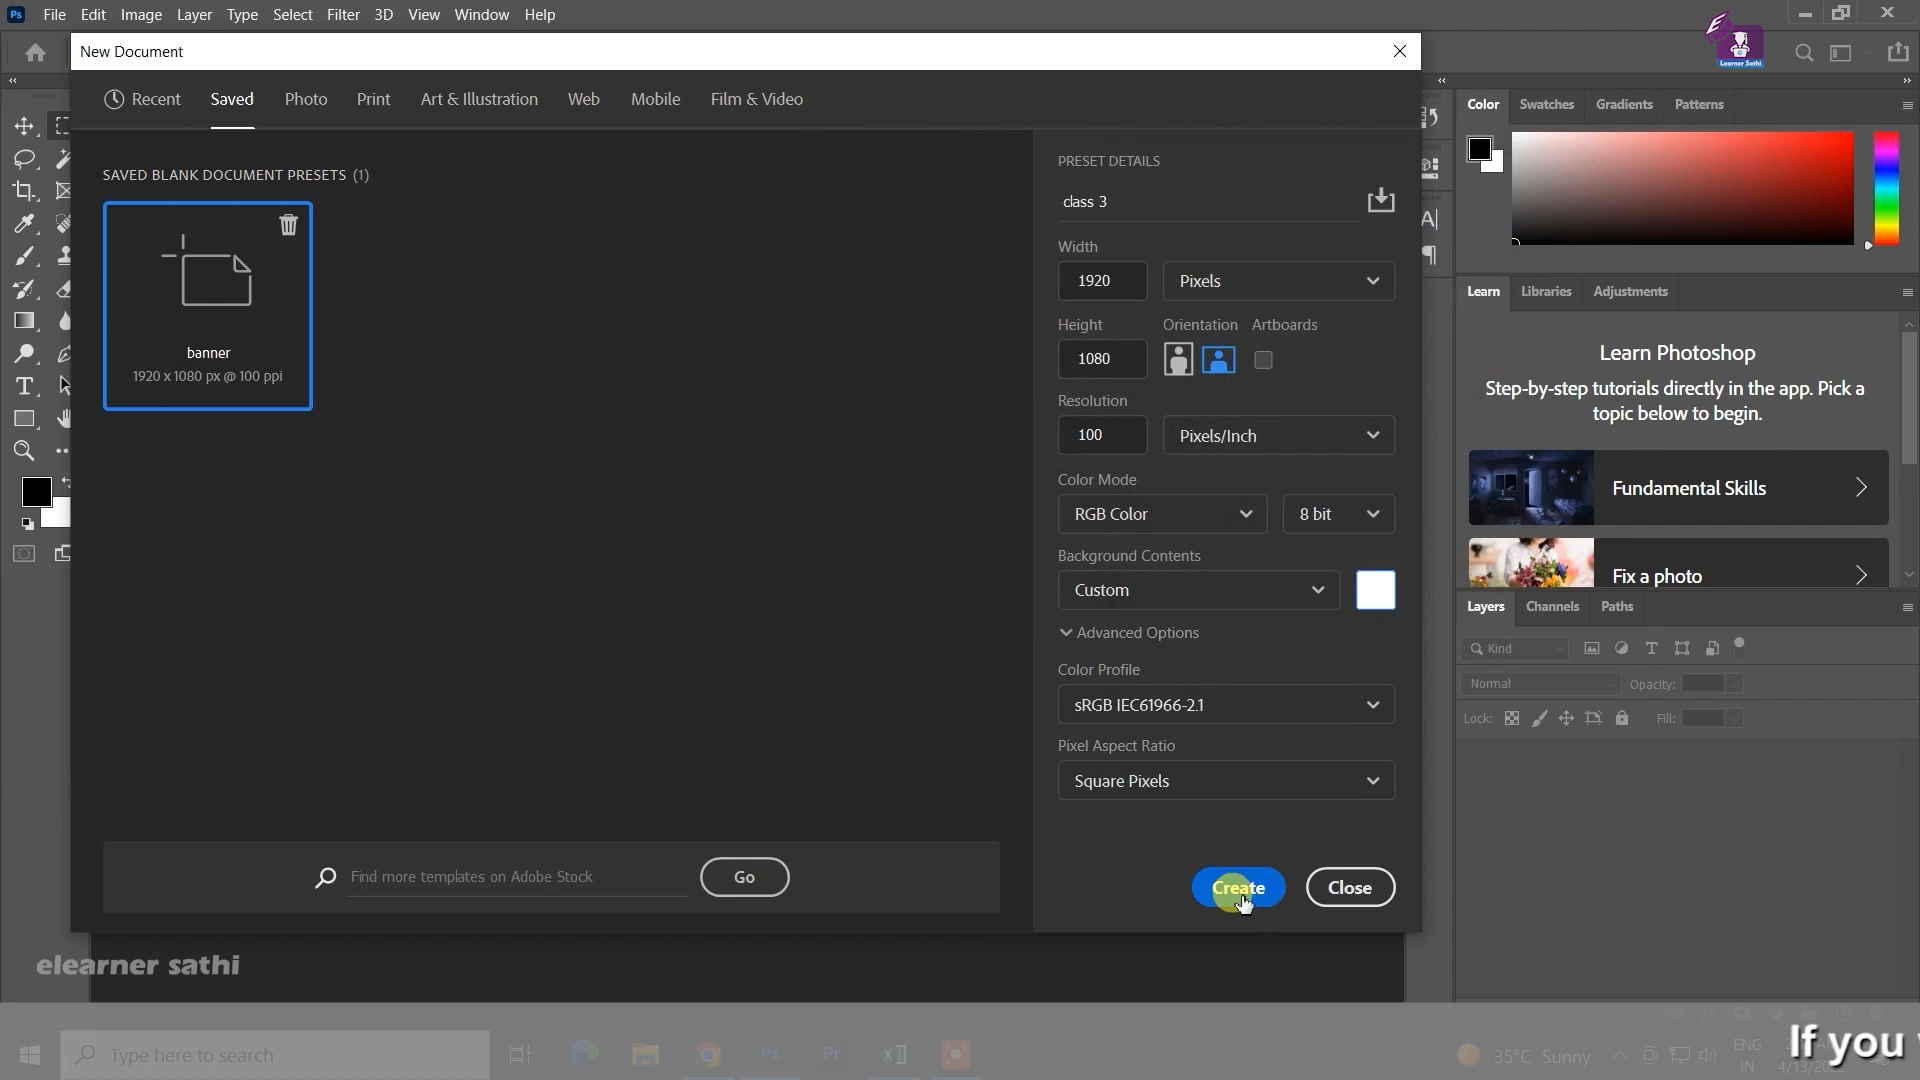 Ps File Edit Image Layer Type Select Filter 3D View Window Help
Learner Sathi
New Document
Recent Saved Photo Print Art & Illustration Web Mobile Film & Video
SAVED BLANK DOCUMENT PRESETS (1)
banner
1920 x 1080 px @ 100 ppi
Find more templates on Adobe Stock
Go
PRESET DETAILS
class 3
Width
1920 Pixels
Height Orientation Artboards
1080
Resolution
100 Pixels/Inch
Color Mode
RGB Color 8 bit
Background Contents
Custom
Advanced Options
Color Profile
sRGB IEC61966-2.1
Pixel Aspect Ratio
Square Pixels
Create Close
Color Swatches Gradients Patterns
Learn Libraries Adjustments
Learn Photoshop
Step-by-step tutorials directly in the app. Pick a
topic below to begin.
Fundamental Skills
Fix a photo
Layers Channels Paths
Kind
Normal Opacity:
Lock: Fill:
elearner sathi
Type here to search
Ps Pr
35°C Sunny
ENG
IN
If you